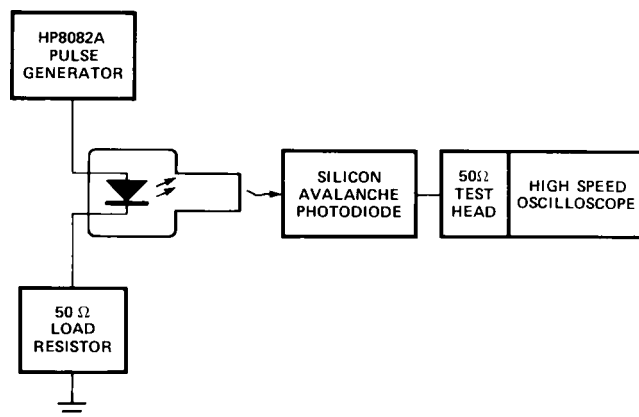 HP8082A
PULSE
GENERATOR
SILICON
AVALANCHE
PHOTODIODE
50Ω
TEST
HEAD
HIGH SPEED
OSCILLOSCOPE
50 Ω
LOAD
RESISTOR